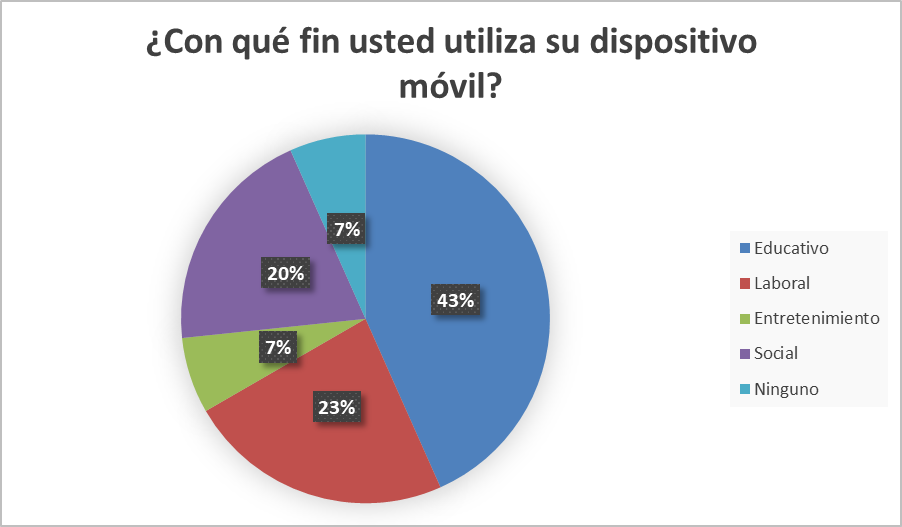 ¿Con qué fin usted utiliza su dispositivo
móvil?
7%
20%
43%
7%
23%
Educativo
Laboral
Entretenimiento
Social
Ninguno